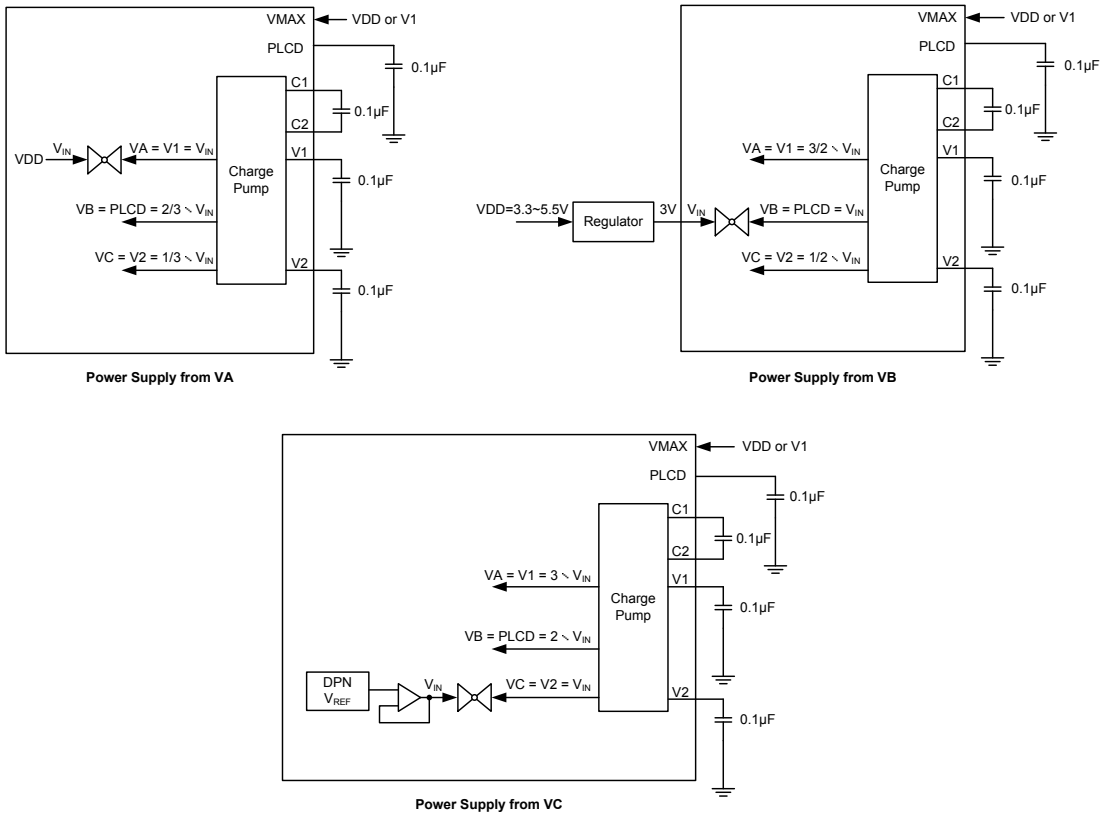 VMAX
VDD or V1
PLCD
0.1µF
C1
0.1µF
C2
VDD
VIN
VA = V1 = VIN
Charge
Pump
V1
0.1µF
VB = PLCD = 2/3 ﹨ VIN
VC = V2 = 1/3 ﹨ VIN
V2
0.1µF
Power Supply from VA
VMAX
VDD or V1
PLCD
0.1µF
C1
0.1µF
C2
VA = V1 = 3/2 ﹨ VIN
Charge
Pump
V1
0.1µF
VDD=3.3~5.5V
Regulator
3V
VIN
VB = PLCD = VIN
VC = V2 = 1/2 ﹨ VIN
V2
0.1µF
Power Supply from VB
VMAX
VDD or V1
PLCD
0.1µF
C1
0.1µF
C2
VA = V1 = 3 ﹨ VIN
Charge
Pump
V1
0.1µF
VB = PLCD = 2 ﹨ VIN
DPN
VREF
VIN
VC = V2 = VIN
V2
0.1µF
Power Supply from VC